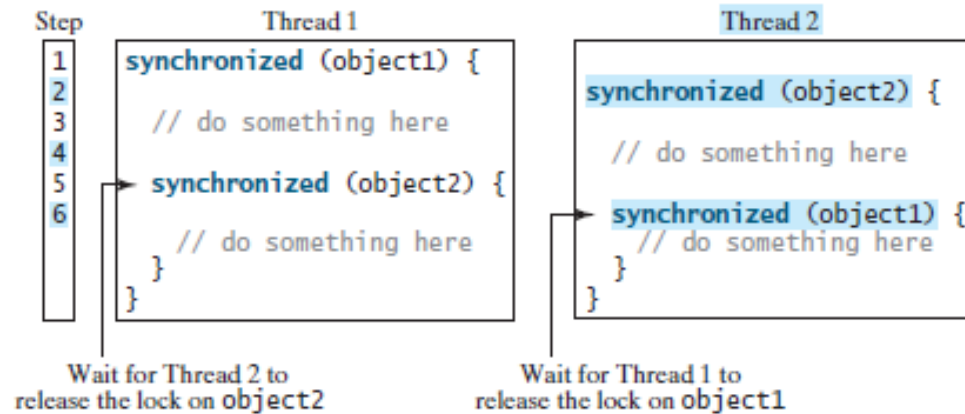 Step
1
2
3
4
5
6
Thread 1
synchronized (object1) {
// do something here
synchronized (object2) {
// do something here
}
}
Wait for Thread 2 to
release the lock on object2
Thread 2
synchronized (object2) {
// do something here
synchronized (object1) {
// do something here
}
}
Wait for Thread 1 to
release the lock on object1